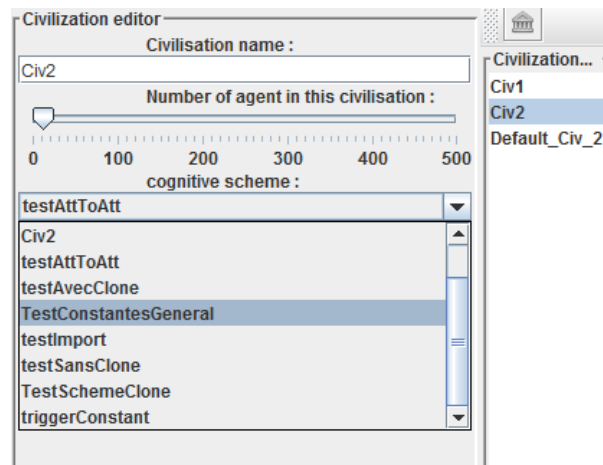 Civilization editor
Civilisation name :
Civ2
Number of agent in this civilisation :
0 100 200 300 400 500
cognitive scheme :
testAttToAtt
Civ2
testAttToAtt
testAvecClone
TestConstantesGeneral
testImport
testSansClone
TestSchemeClone
triggerConstant
Civilization...
Civ1
Civ2
Default_Civ_2